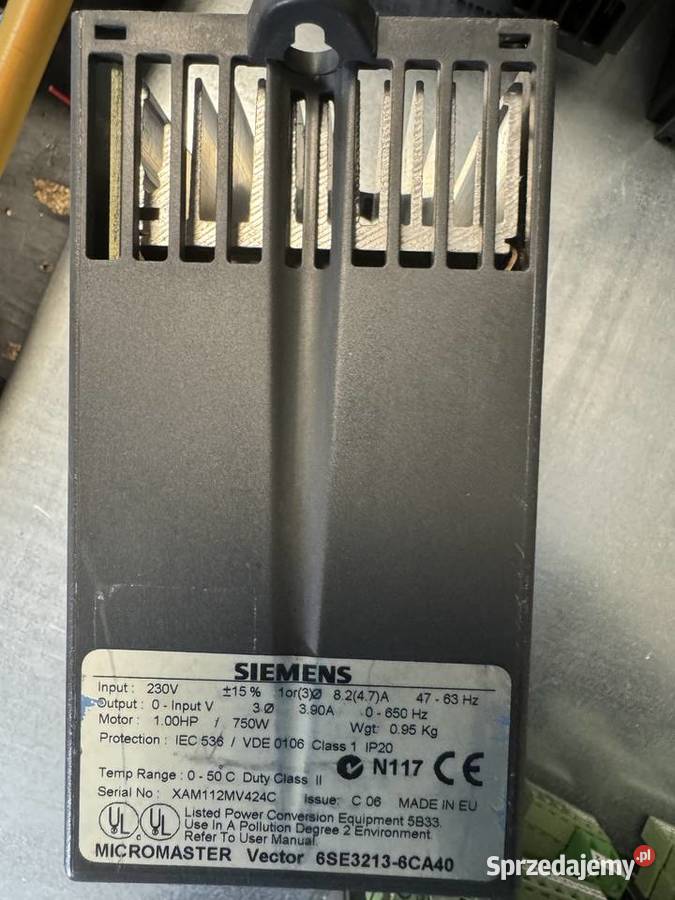 SIEMENS
Input : 230V ±15 % 1or(3)Ø 8.2(4.7)A 47 - 63 Hz
Output : 0 - Input V 3 Ø 3.90A 0 - 650 Hz
Motor : 1.00HP / 750W Wgt: 0.95 Kg
Protection : IEC 536 / VDE 0106 Class 1 IP20
N117 CE
Temp Range : 0 - 50°C Duty Class II
Serial No : XAM112MV424C Issue: C 06 MADE IN EU
UL c UL Listed Power Conversion Equipment 5B33.
Use In A Pollution Degree 2 Environment.
Refer To User Manual.
MICROMASTER Vector 6SE3213-6CA40
Sprzedajemy.pl